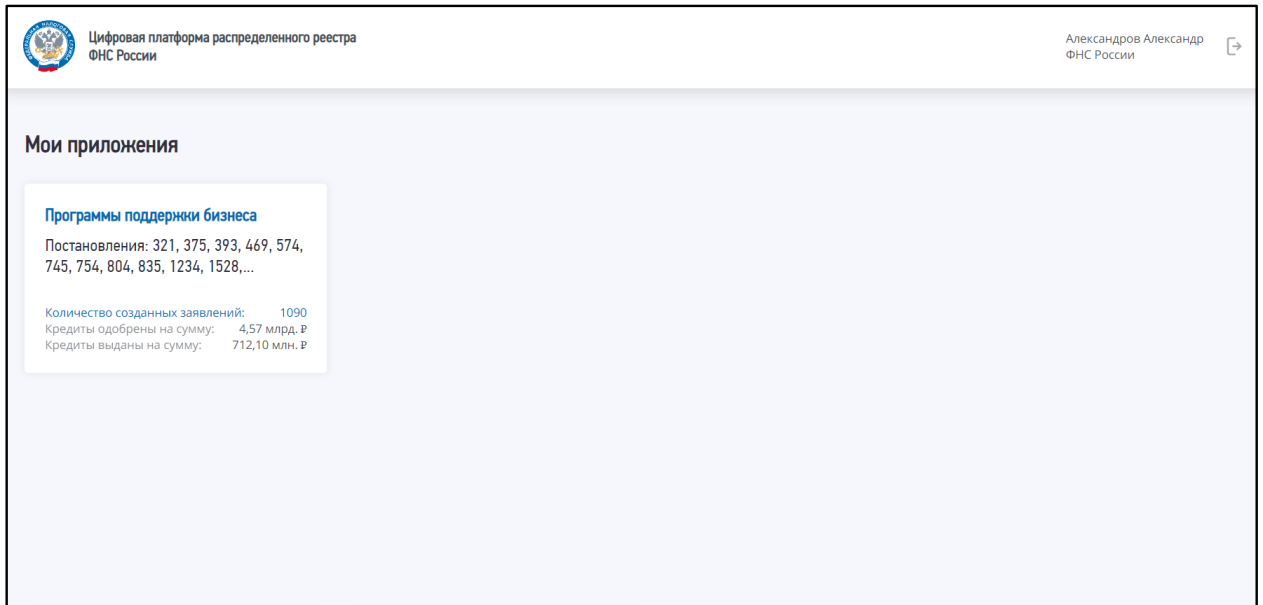 Цифровая платформа распределенного реестра
ФНС России
Александров Александр
ФНС России
Мои приложения
Программы поддержки бизнеса
Постановления: 321, 375, 393, 469, 574,
745, 754, 804, 835, 1234, 1528,...
Количество созданных заявлений: 1090
Кредиты одобрены на сумму: 4,57 млрд. ₽
Кредиты выданы на сумму: 712,10 млн. ₽